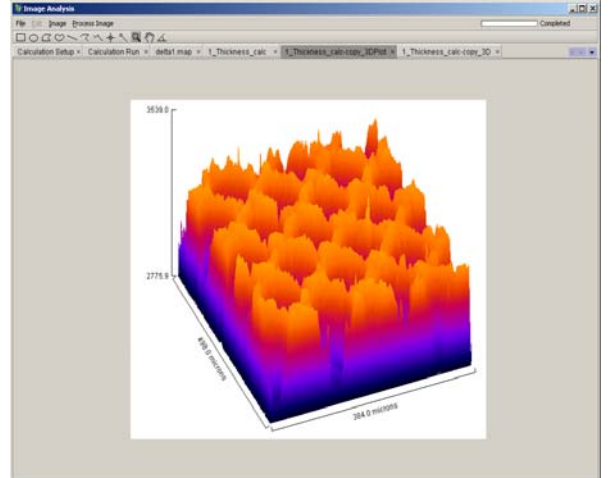 Image Analysis
File Edit Image Process Image
Completed
Calculation Setup × Calculation Run × delta1 map × 1_Thickness_calc × 1_Thickness_calc-copy_3DPlot × 1_Thickness_calc-copy_3D ×
3539.0
2775.9
499.0 microns
384.0 microns